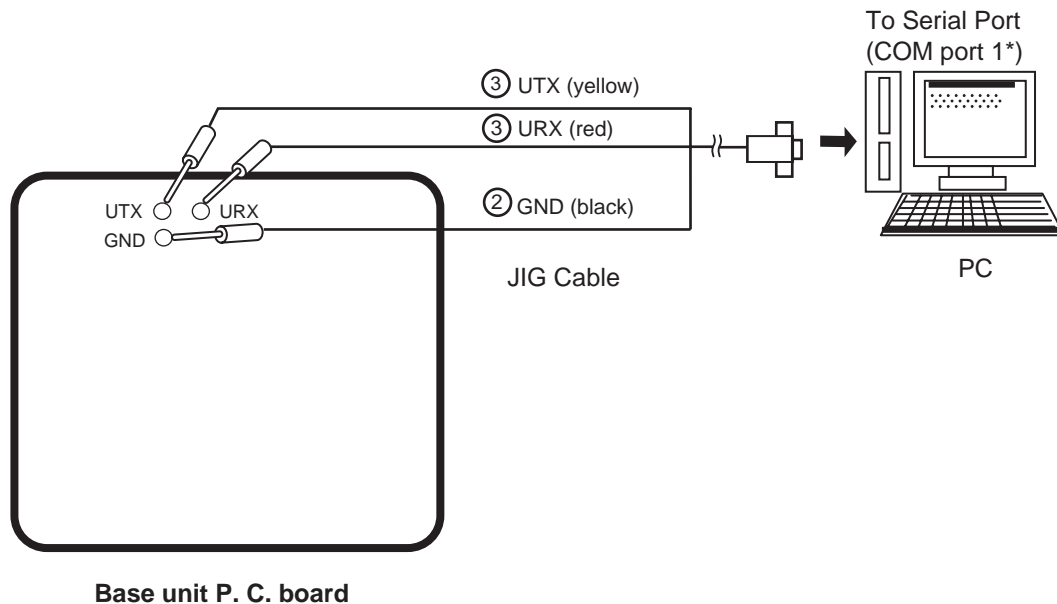 To Serial Port
(COM port 1*)
③ UTX (yellow)
③ URX (red)
UTX
URX
② GND (black)
GND
JIG Cable
PC
Base unit P. C. board